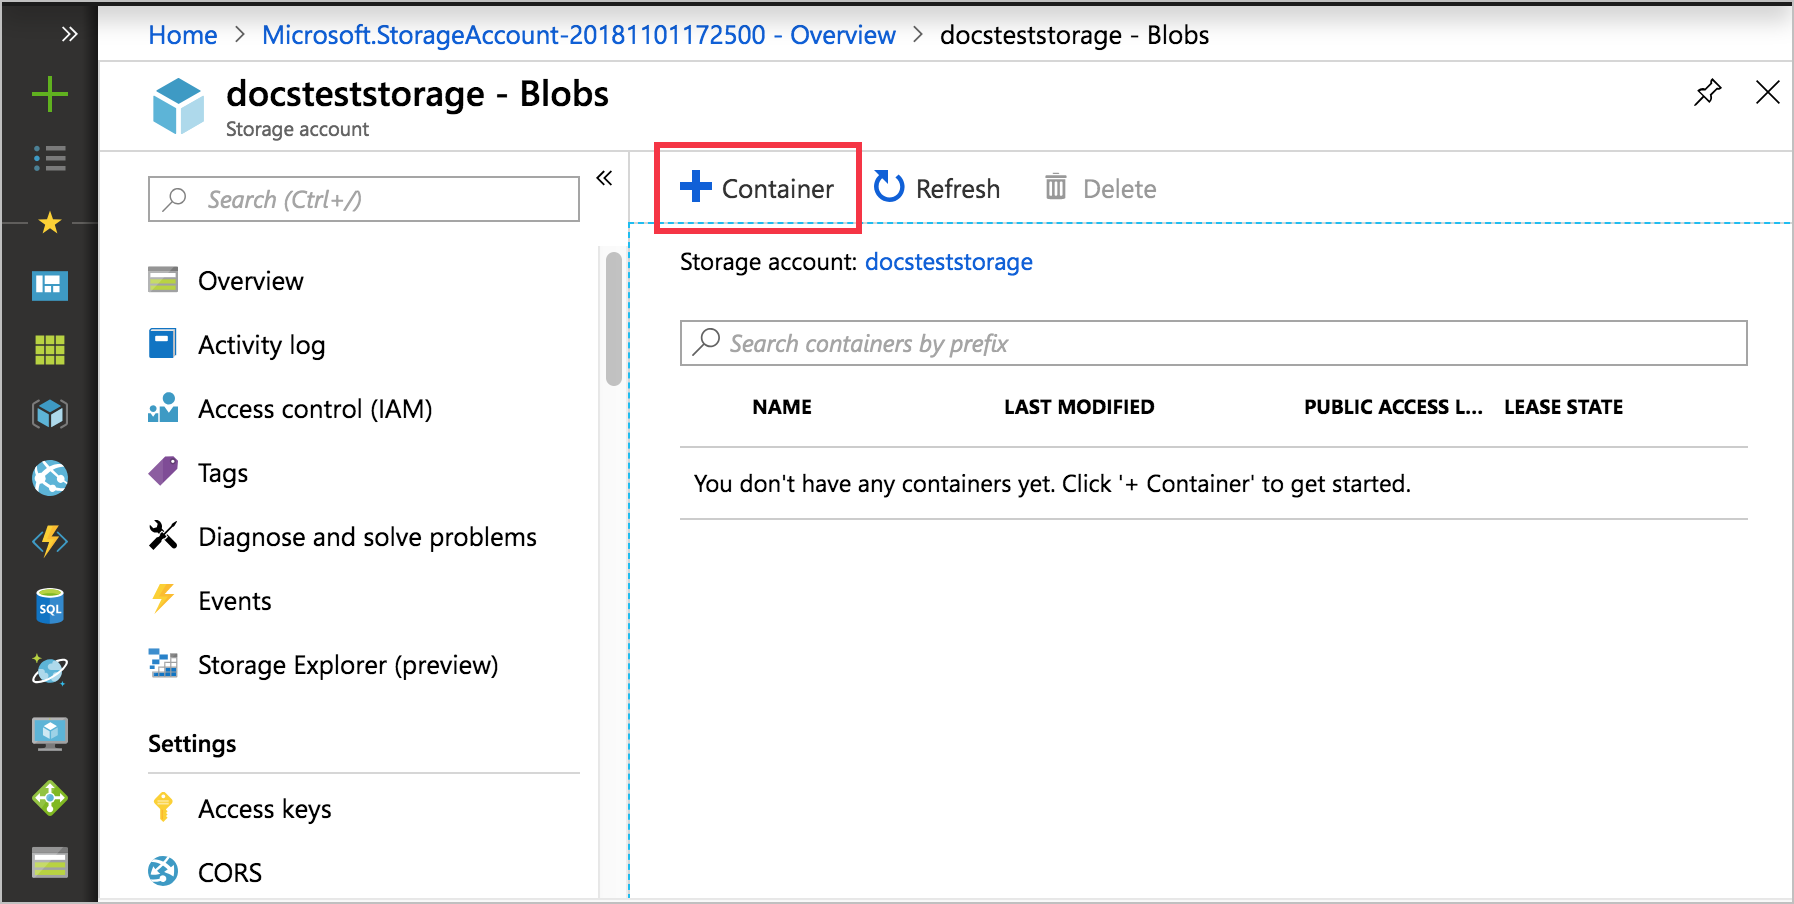 Home > Microsoft.StorageAccount-20181101172500 - Overview > docsteststorage - Blobs
docsteststorage - Blobs
Storage account
Search (Ctrl+/)
Overview
Activity log
Access control (IAM)
Tags
Diagnose and solve problems
Events
Storage Explorer (preview)
Settings
Access keys
CORS
SQL
Container Refresh Delete
Storage account: docsteststorage
Search containers by prefix
NAME LAST MODIFIED PUBLIC ACCESS L... LEASE STATE
You don't have any containers yet. Click '+ Container' to get started.